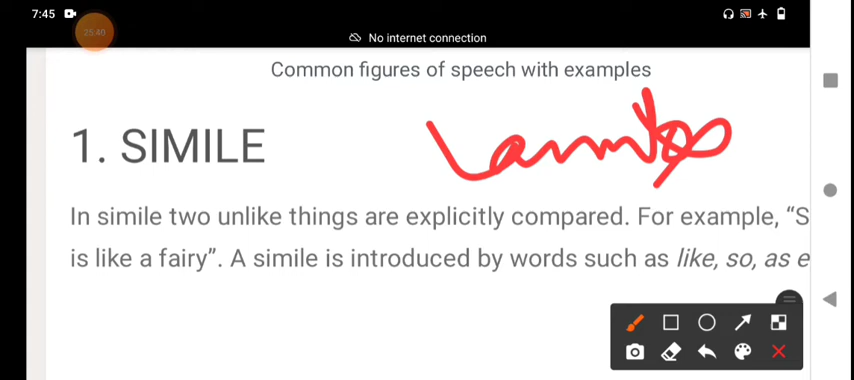 7:45
25:40
No internet connection
Common figures of speech with examples
1. SIMILE
In simile two unlike things are explicitly compared. For example, “S
is like a fairy”. A simile is introduced by words such as like, so, as e